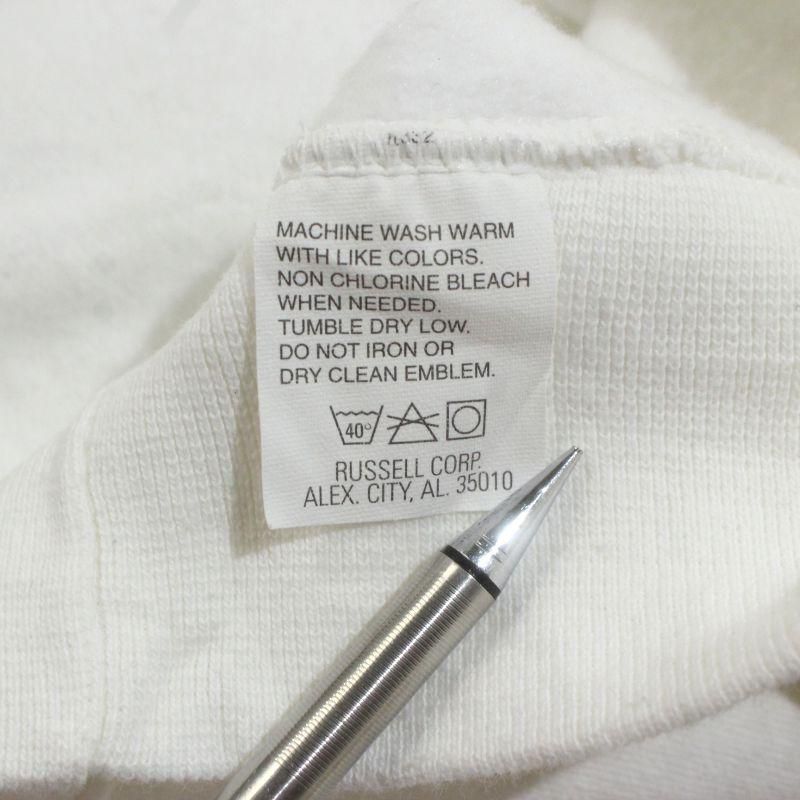 MACHINE WASH WARM
WITH LIKE COLORS.
NON CHLORINE BLEACH
WHEN NEEDED.
TUMBLE DRY LOW.
DO NOT IRON OR
DRY CLEAN EMBLEM.
40°
RUSSELL CORP.
ALEX. CITY, AL. 35010